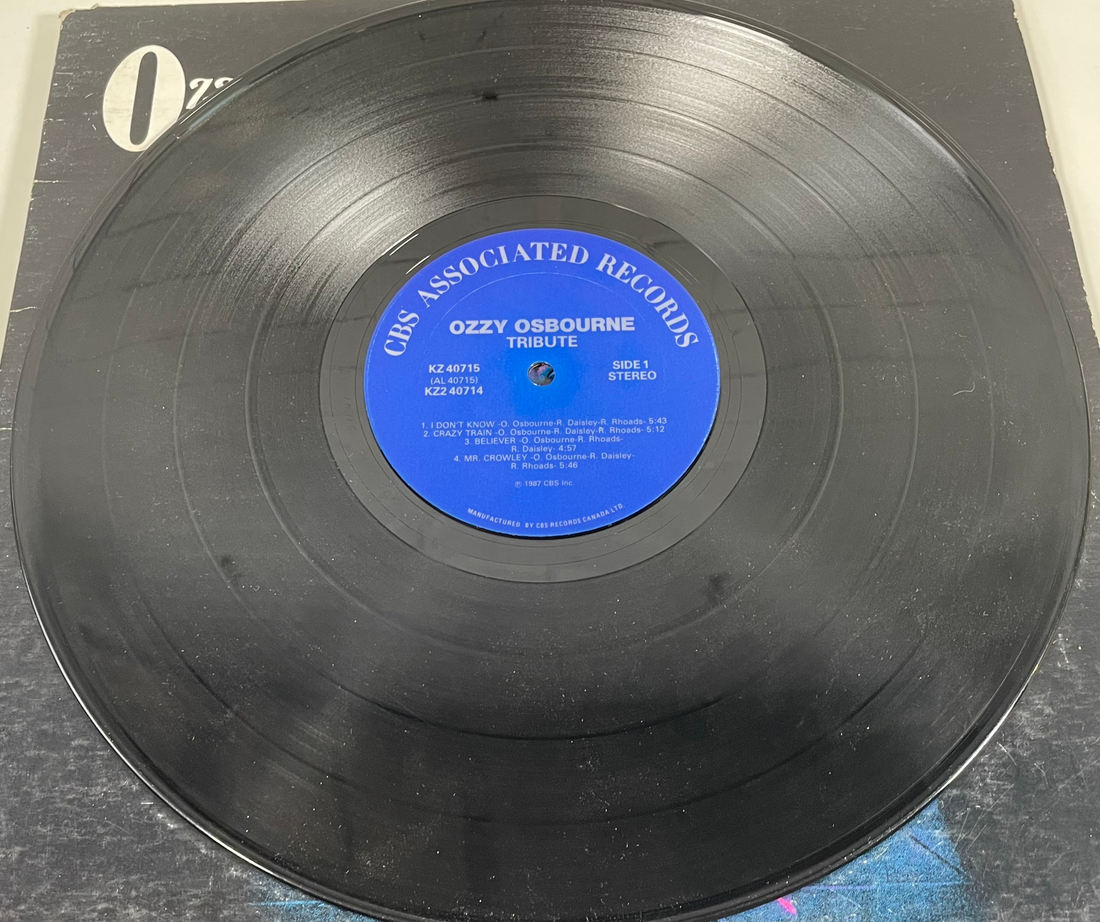 Ozz
CBS ASSOCIATED RECORDS
OZZY OSBOURNE
TRIBUTE
KZ 40715
(AL 40715)
KZ2 40714
SIDE 1
STEREO
1. I DON'T KNOW -O. Osbourne-R. Daisley-R. Rhoads- 5:43
2. CRAZY TRAIN -O. Osbourne-R. Daisley-R. Rhoads- 5:12
3. BELIEVER -O. Osbourne-R. Rhoads-
R. Daisley- 4:57
4. MR. CROWLEY -O. Osbourne-R. Daisley-
R. Rhoads- 5:46
℗ 1987 CBS Inc.
MANUFACTURED BY CBS RECORDS CANADA LTD.